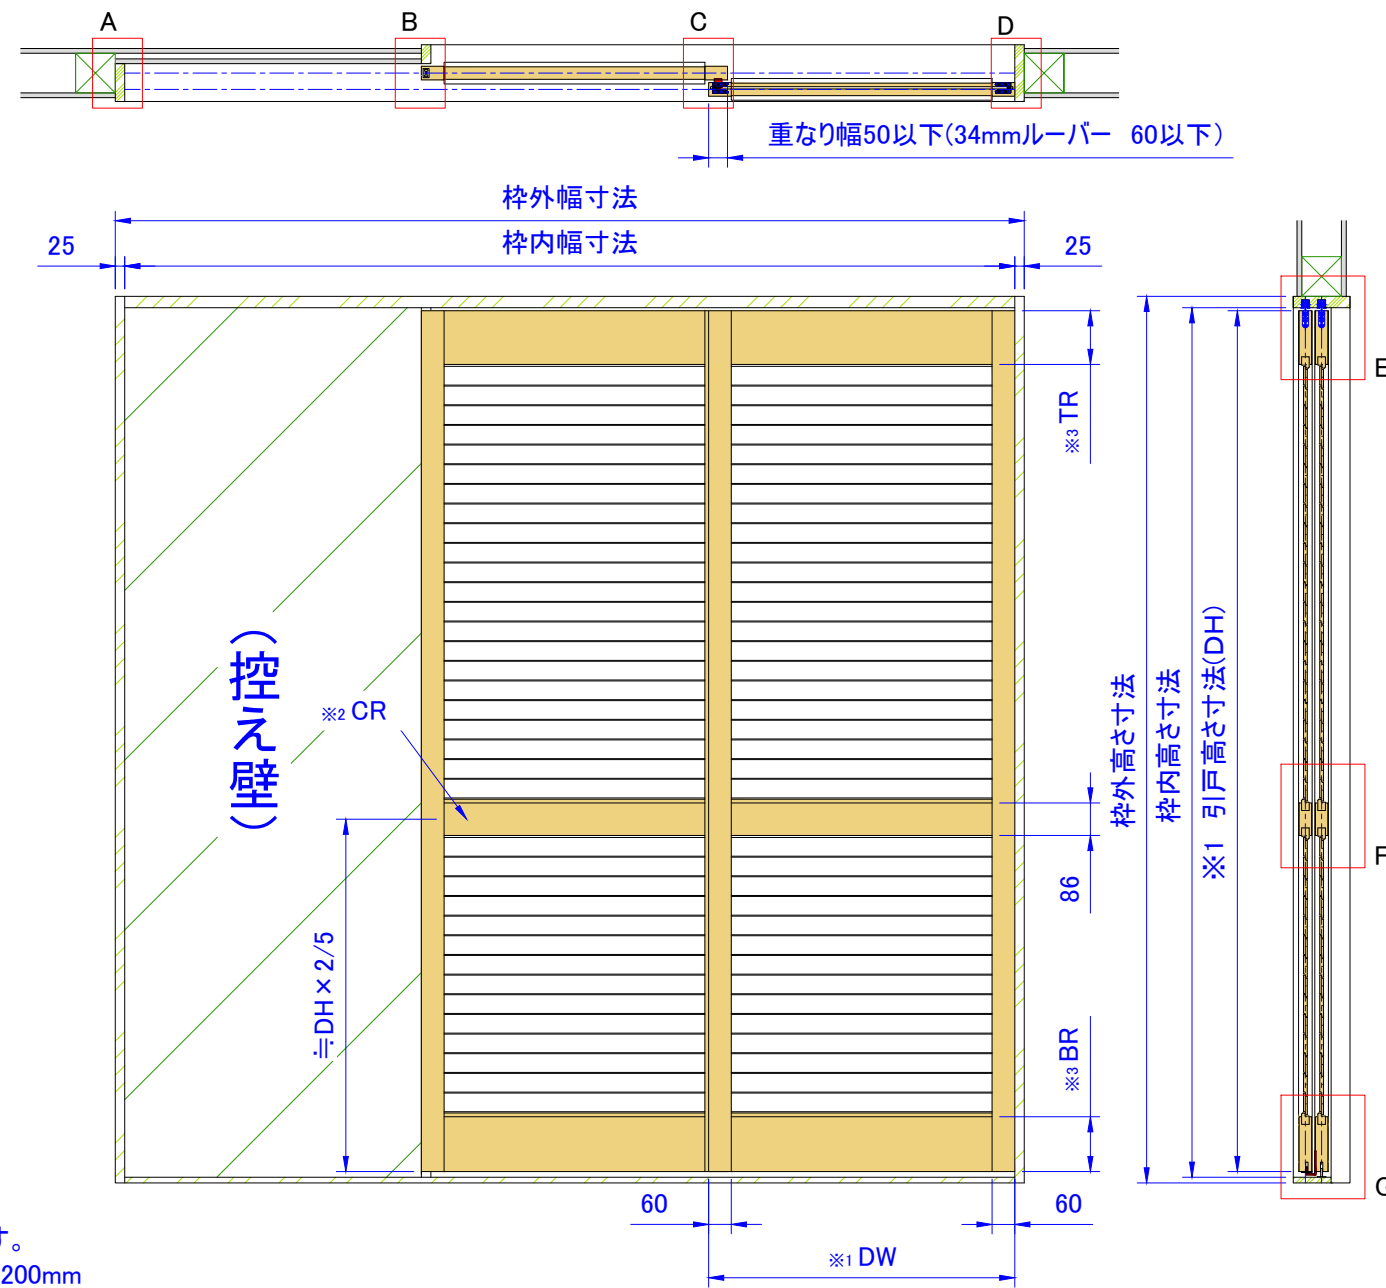 A
B
C
D
重なり幅50以下(34mmルーバー 60以下)
枠外幅寸法
25
枠内幅寸法
25
E
※3 TR
(控え壁)
※2 CR
枠外高さ寸法
枠内高さ寸法
※1 引戸高さ寸法(DH)
F
86
≒DH×2/5
※3 BR
G
60
60
※1 DW
す。
200mm